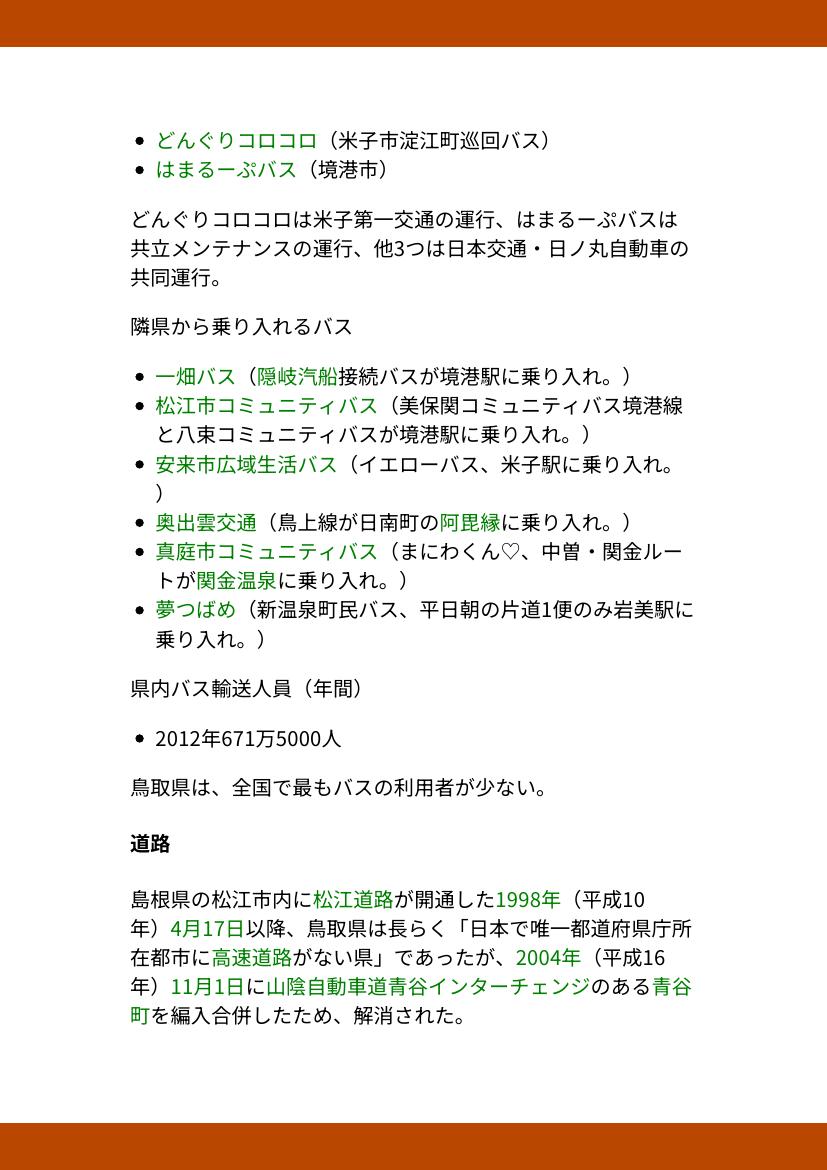 • どんぐりコロコロ（米子市淀江町巡回バス）
• はまるーぷバス（境港市）
どんぐりコロコロは米子第一交通の運行、はまるーぷバスは
共立メンテナンスの運行、他3つは日本交通・日ノ丸自動車の
共同運行。
隣県から乗り入れるバス
• 一畑バス（隠岐汽船接続バスが境港駅に乗り入れ。）
• 松江市コミュニティバス（美保関コミュニティバス境港線
と八束コミュニティバスが境港駅に乗り入れ。）
• 安来市広域生活バス（イエローバス、米子駅に乗り入れ。
）
• 奥出雲交通（鳥上線が日南町の阿毘縁に乗り入れ。）
• 真庭市コミュニティバス（まにわくん♡、中曽・関金ルー
トが関金温泉に乗り入れ。）
• 夢つばめ（新温泉町民バス、平日朝の片道1便のみ岩美駅に
乗り入れ。）
県内バス輸送人員（年間）
• 2012年671万5000人
鳥取県は、全国で最もバスの利用者が少ない。
道路
島根県の松江市内に松江道路が開通した1998年（平成10
年）4月17日以降、鳥取県は長らく「日本で唯一都道府県庁所
在都市に高速道路がない県」であったが、2004年（平成16
年）11月1日に山陰自動車道青谷インターチェンジのある青谷
町を編入合併したため、解消された。